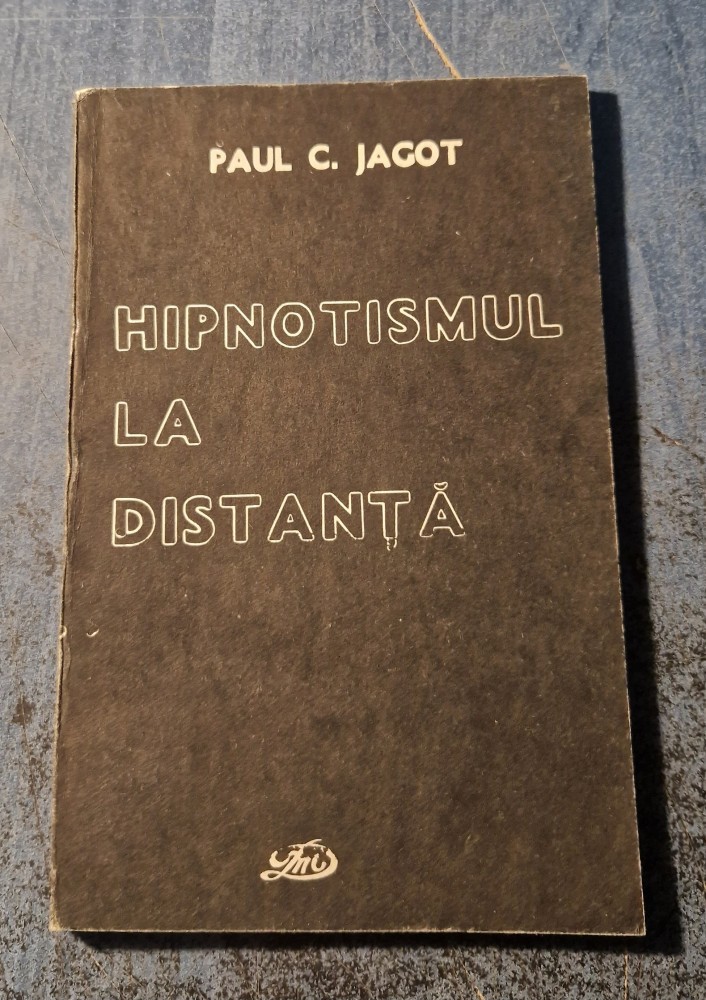 PAUL C. JAGOT
HIPNOTISMUL
LA
DISTANȚĂ